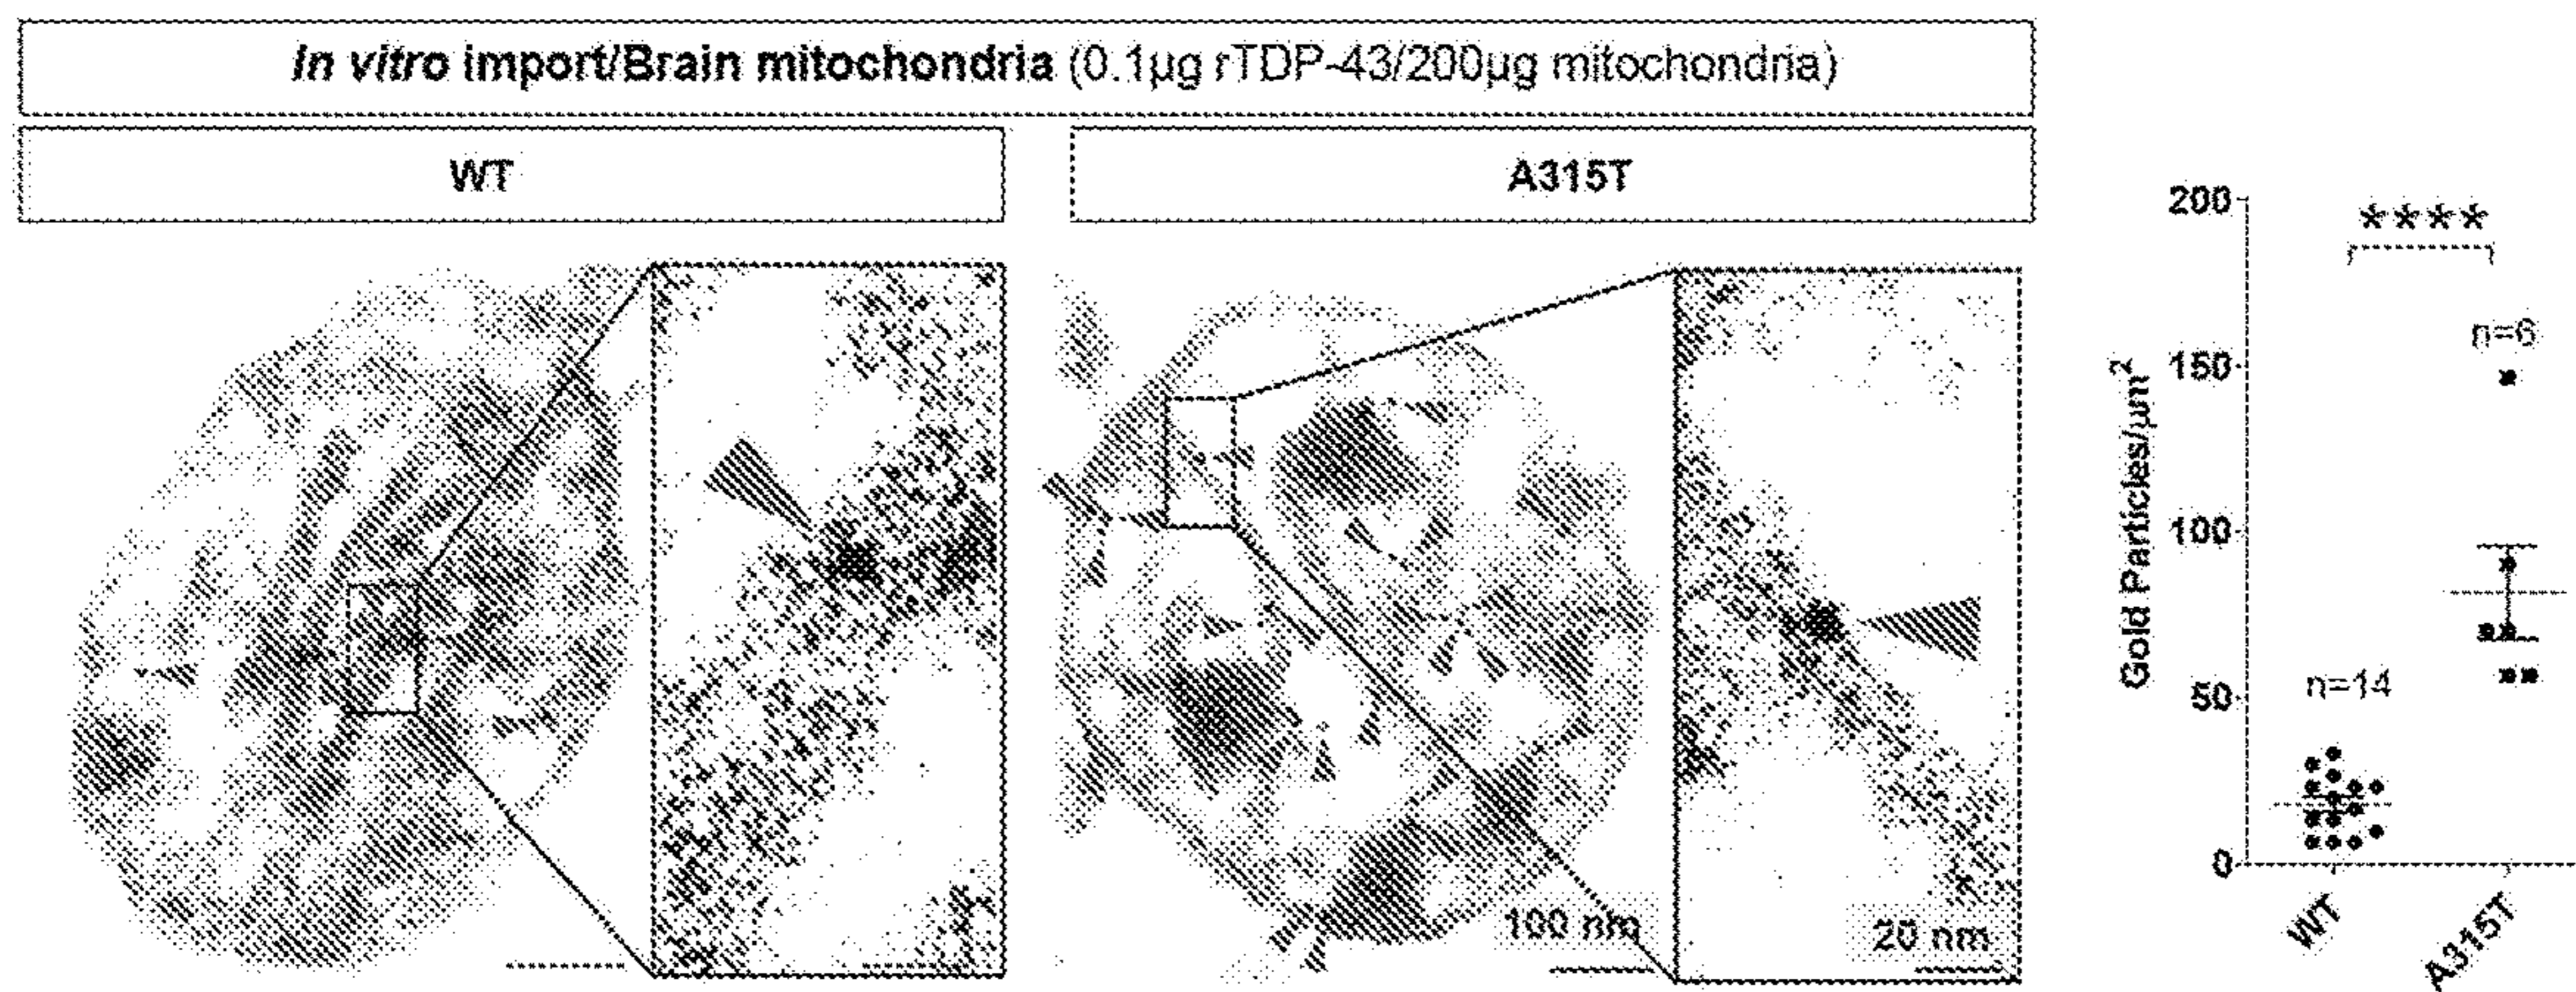 In vitro import/Brain mitochondria (0.1µg rTDP-43/200µg mitochondria)
WT
A315T
100 nm
20 nm
Gold Particles/µm²
200
150
100
50
0
****
n=6
n=14
WT
A315T